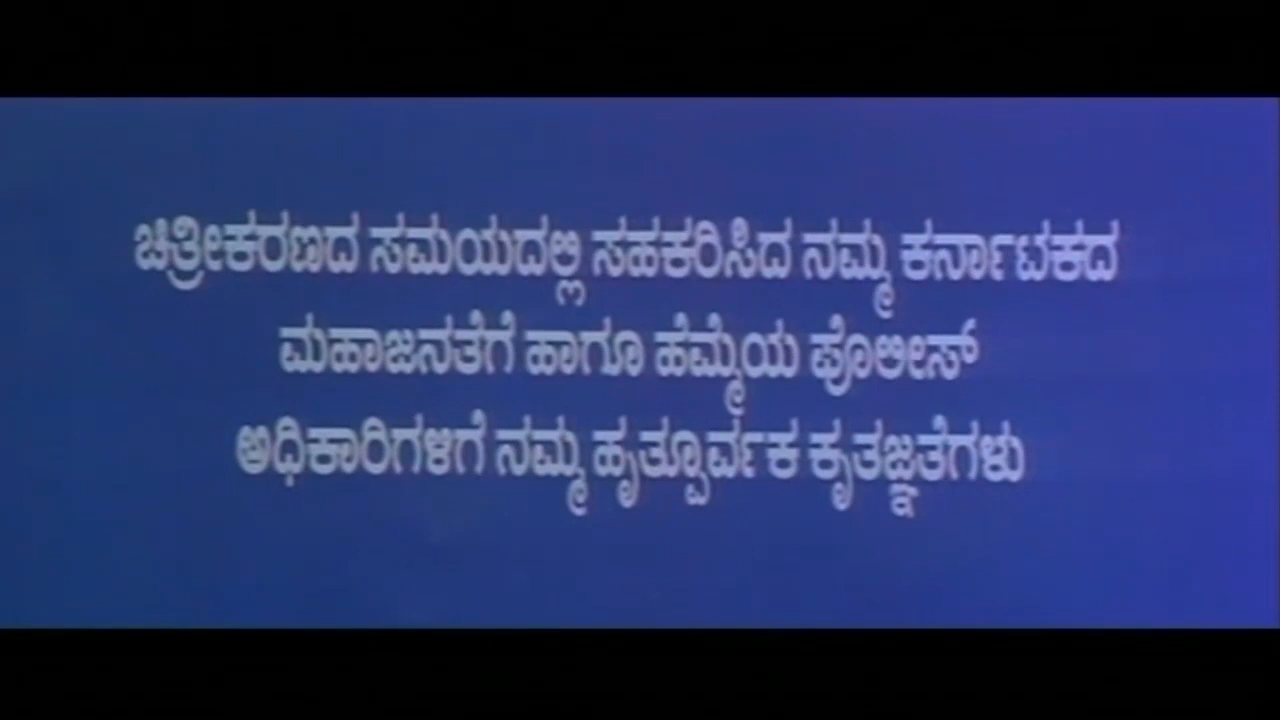 ಚಿತ್ರೀಕರಣದ ಸಮಯದಲ್ಲಿ ಸಹಕರಿಸಿದ ನಮ್ಮ ಕರ್ನಾಟಕದ
ಮಹಾಜನತೆಗೆ ಹಾಗೂ ಹೆಮ್ಮೆಯ ಪೊಲೀಸ್
ಅಧಿಕಾರಿಗಳಿಗೆ ನಮ್ಮ ಹೃತ್ಪೂರ್ವಕ ಕೃತಜ್ಞತೆಗಳು